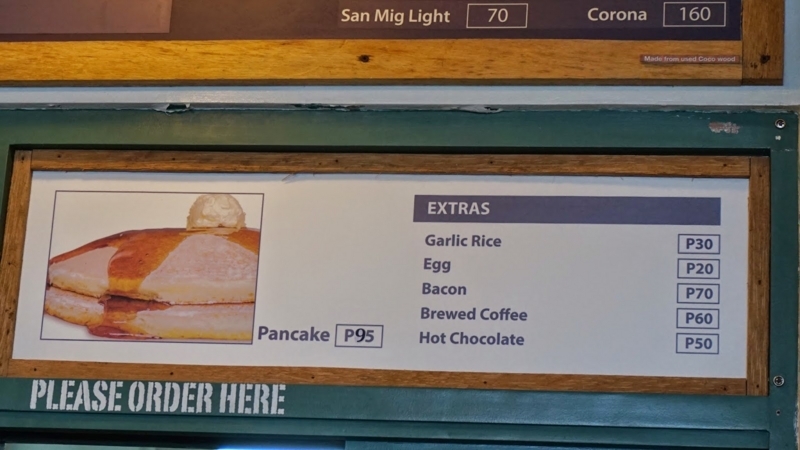 San Mig Light 70 Corona 160
Made from used Coco wood
EXTRAS
Garlic Rice P30
Egg P20
Bacon P70
Brewed Coffee P60
Hot Chocolate P50
Pancake P95
PLEASE ORDER HERE